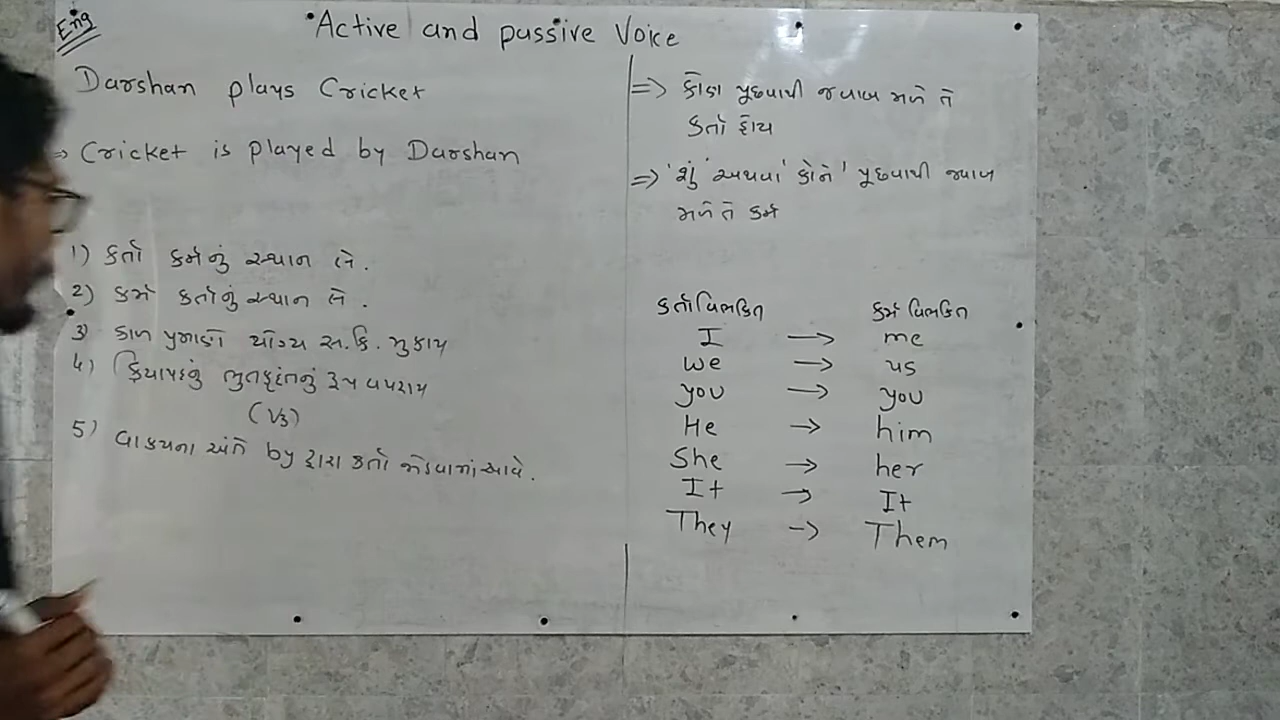 Eng
Active and passive Voice
Darshan plays Cricket
⇒ Cricket is played by Darshan
1) કર્તા કર્મનું સ્થાન લે.
2) કર્મ કર્તાનું સ્થાન લે.
3) કાળ પ્રમાણે યોગ્ય સ.ક્રિ. મુકાય
4) ક્રિયાપદનું ભુતકૃદંતનું રૂપ વપરાય
(V3)
5) વાક્યના અંતે by દ્વારા કર્તા જોડવામાં આવે.
⇒ કોણ પૂછવાથી જવાબ મળે તે
કર્તા હોય
⇒ 'શું' અથવા 'કોને' પૂછવાથી જવાબ
મળે તે કર્મ
કર્તા વિભક્તિ કર્મ વિભક્તિ
I → me
we → us
you → you
He → him
She → her
It → It
They → Them